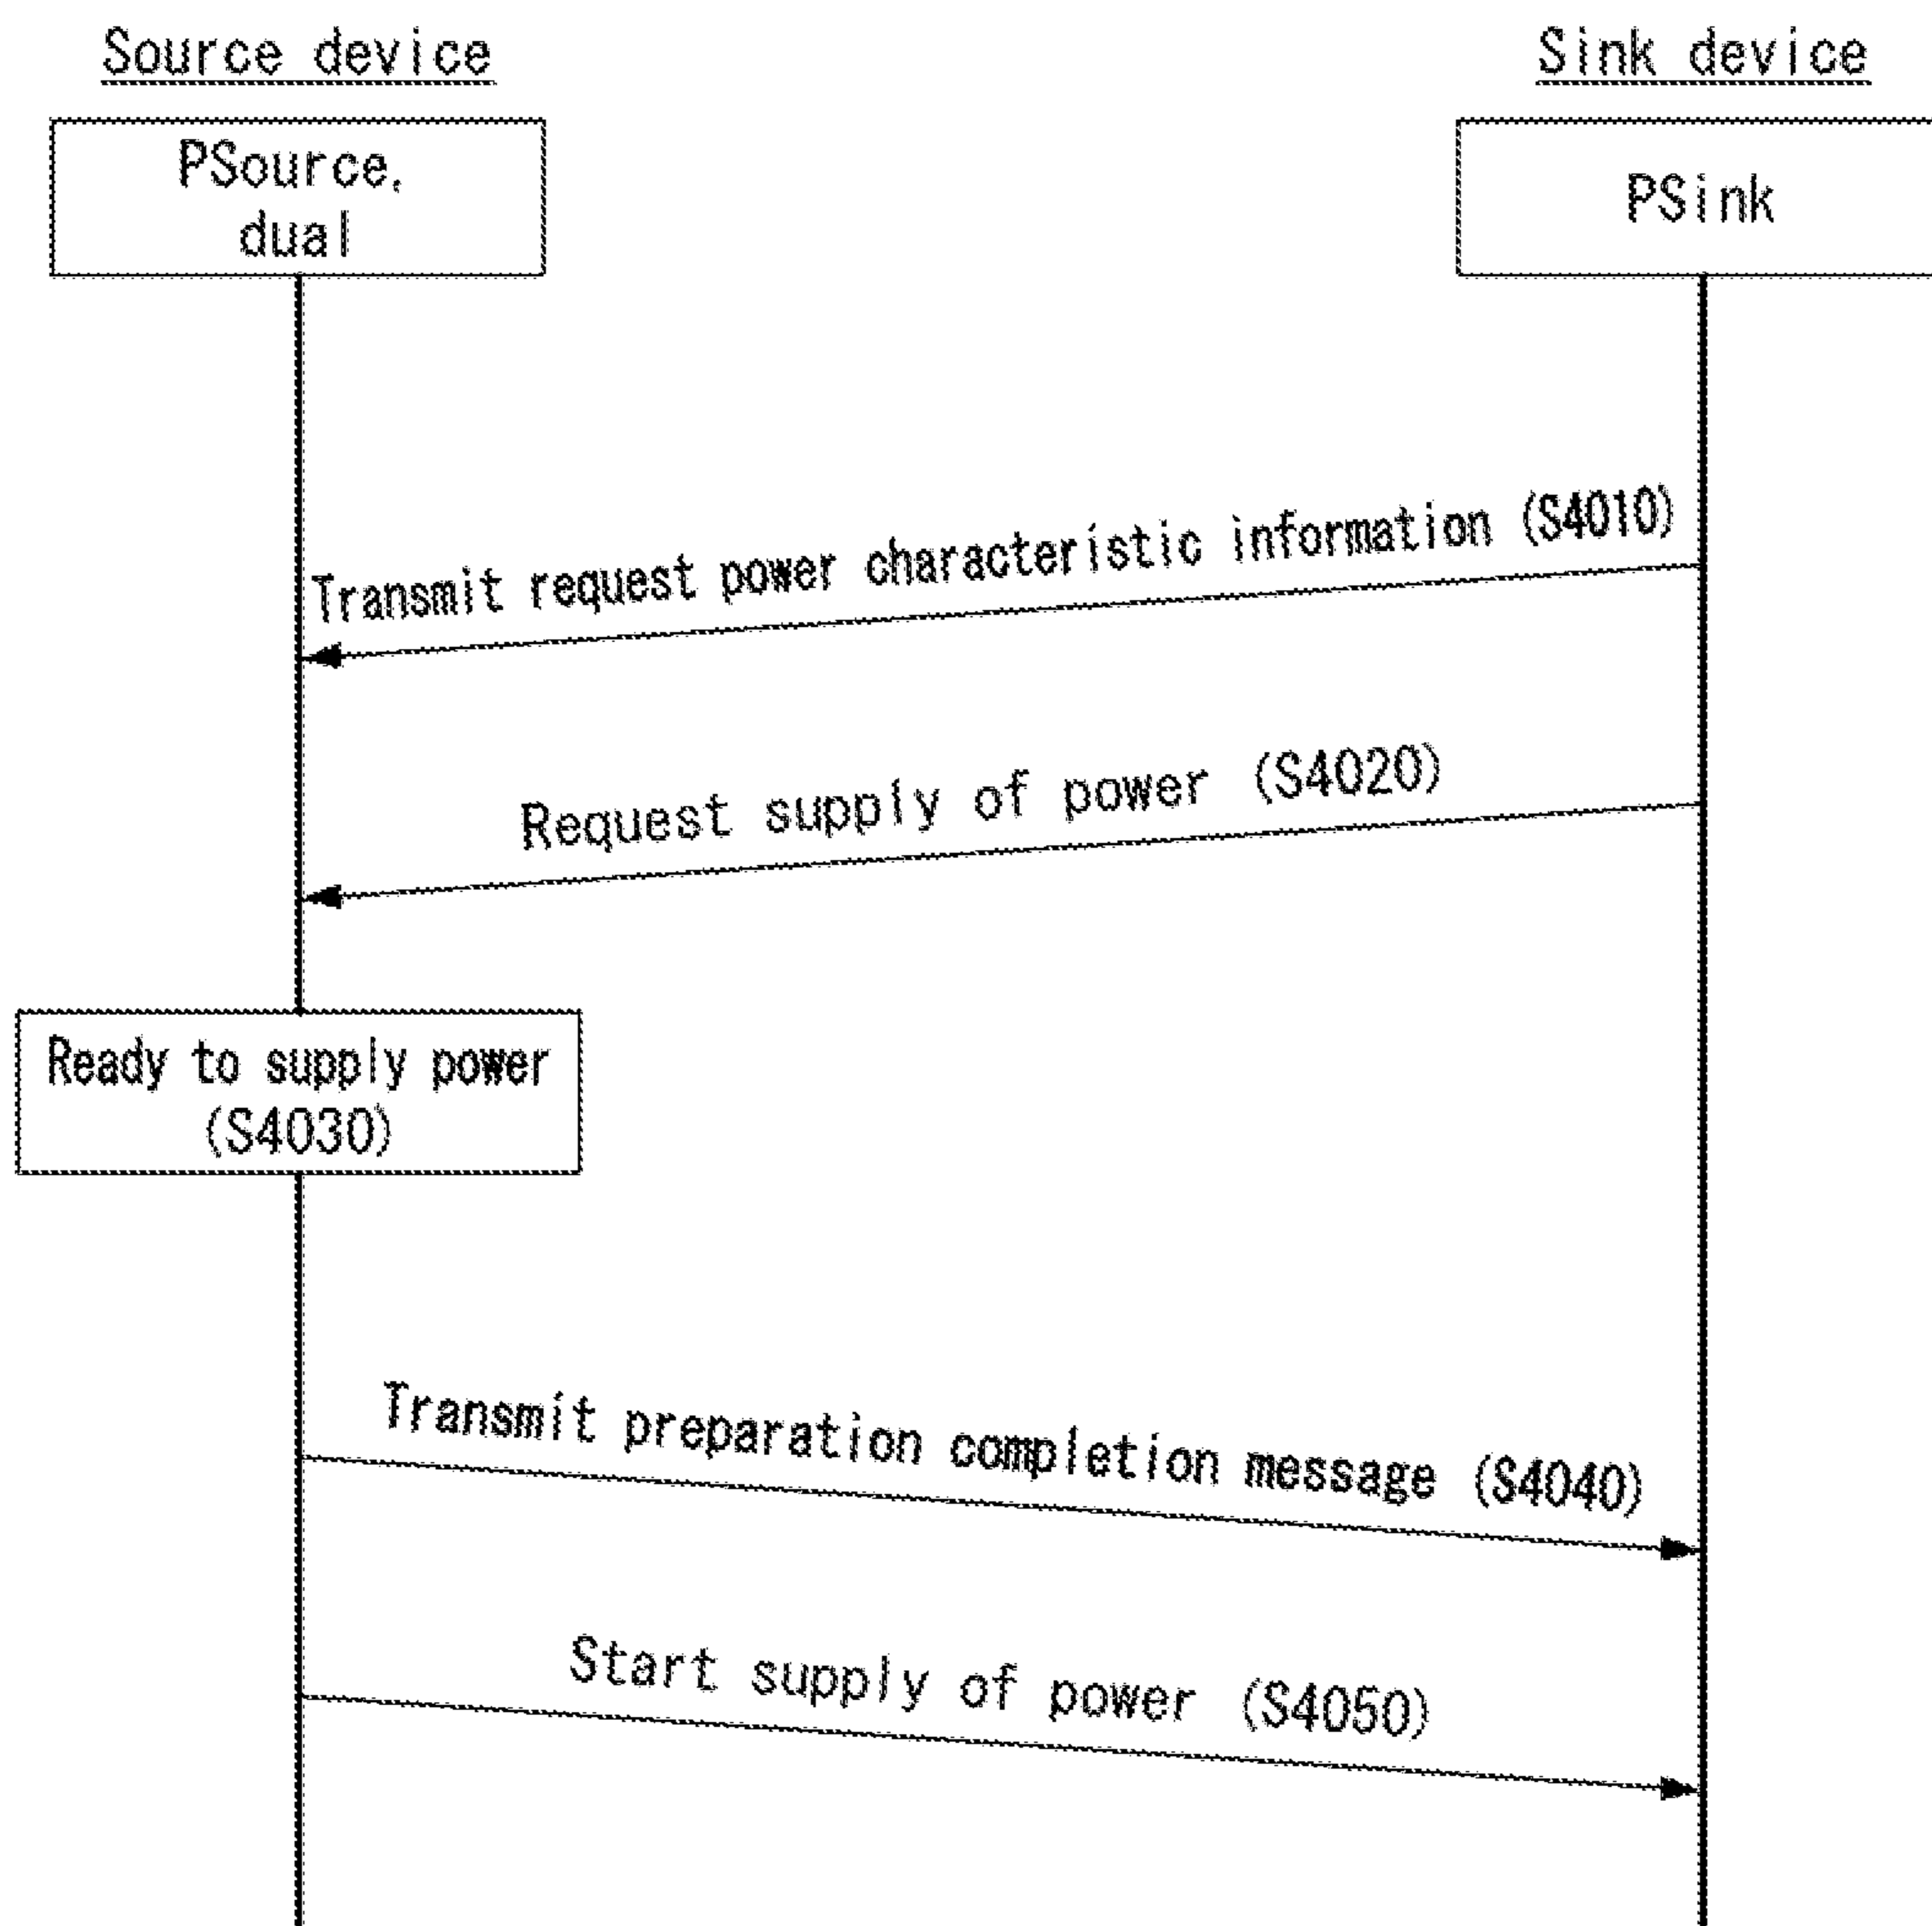 Source device
Sink device
PSource,
dual
PSink
Transmit request power characteristic information (S4010)
Request supply of power (S4020)
Ready to supply power
(S4030)
Transmit preparation completion message (S4040)
Start supply of power (S4050)